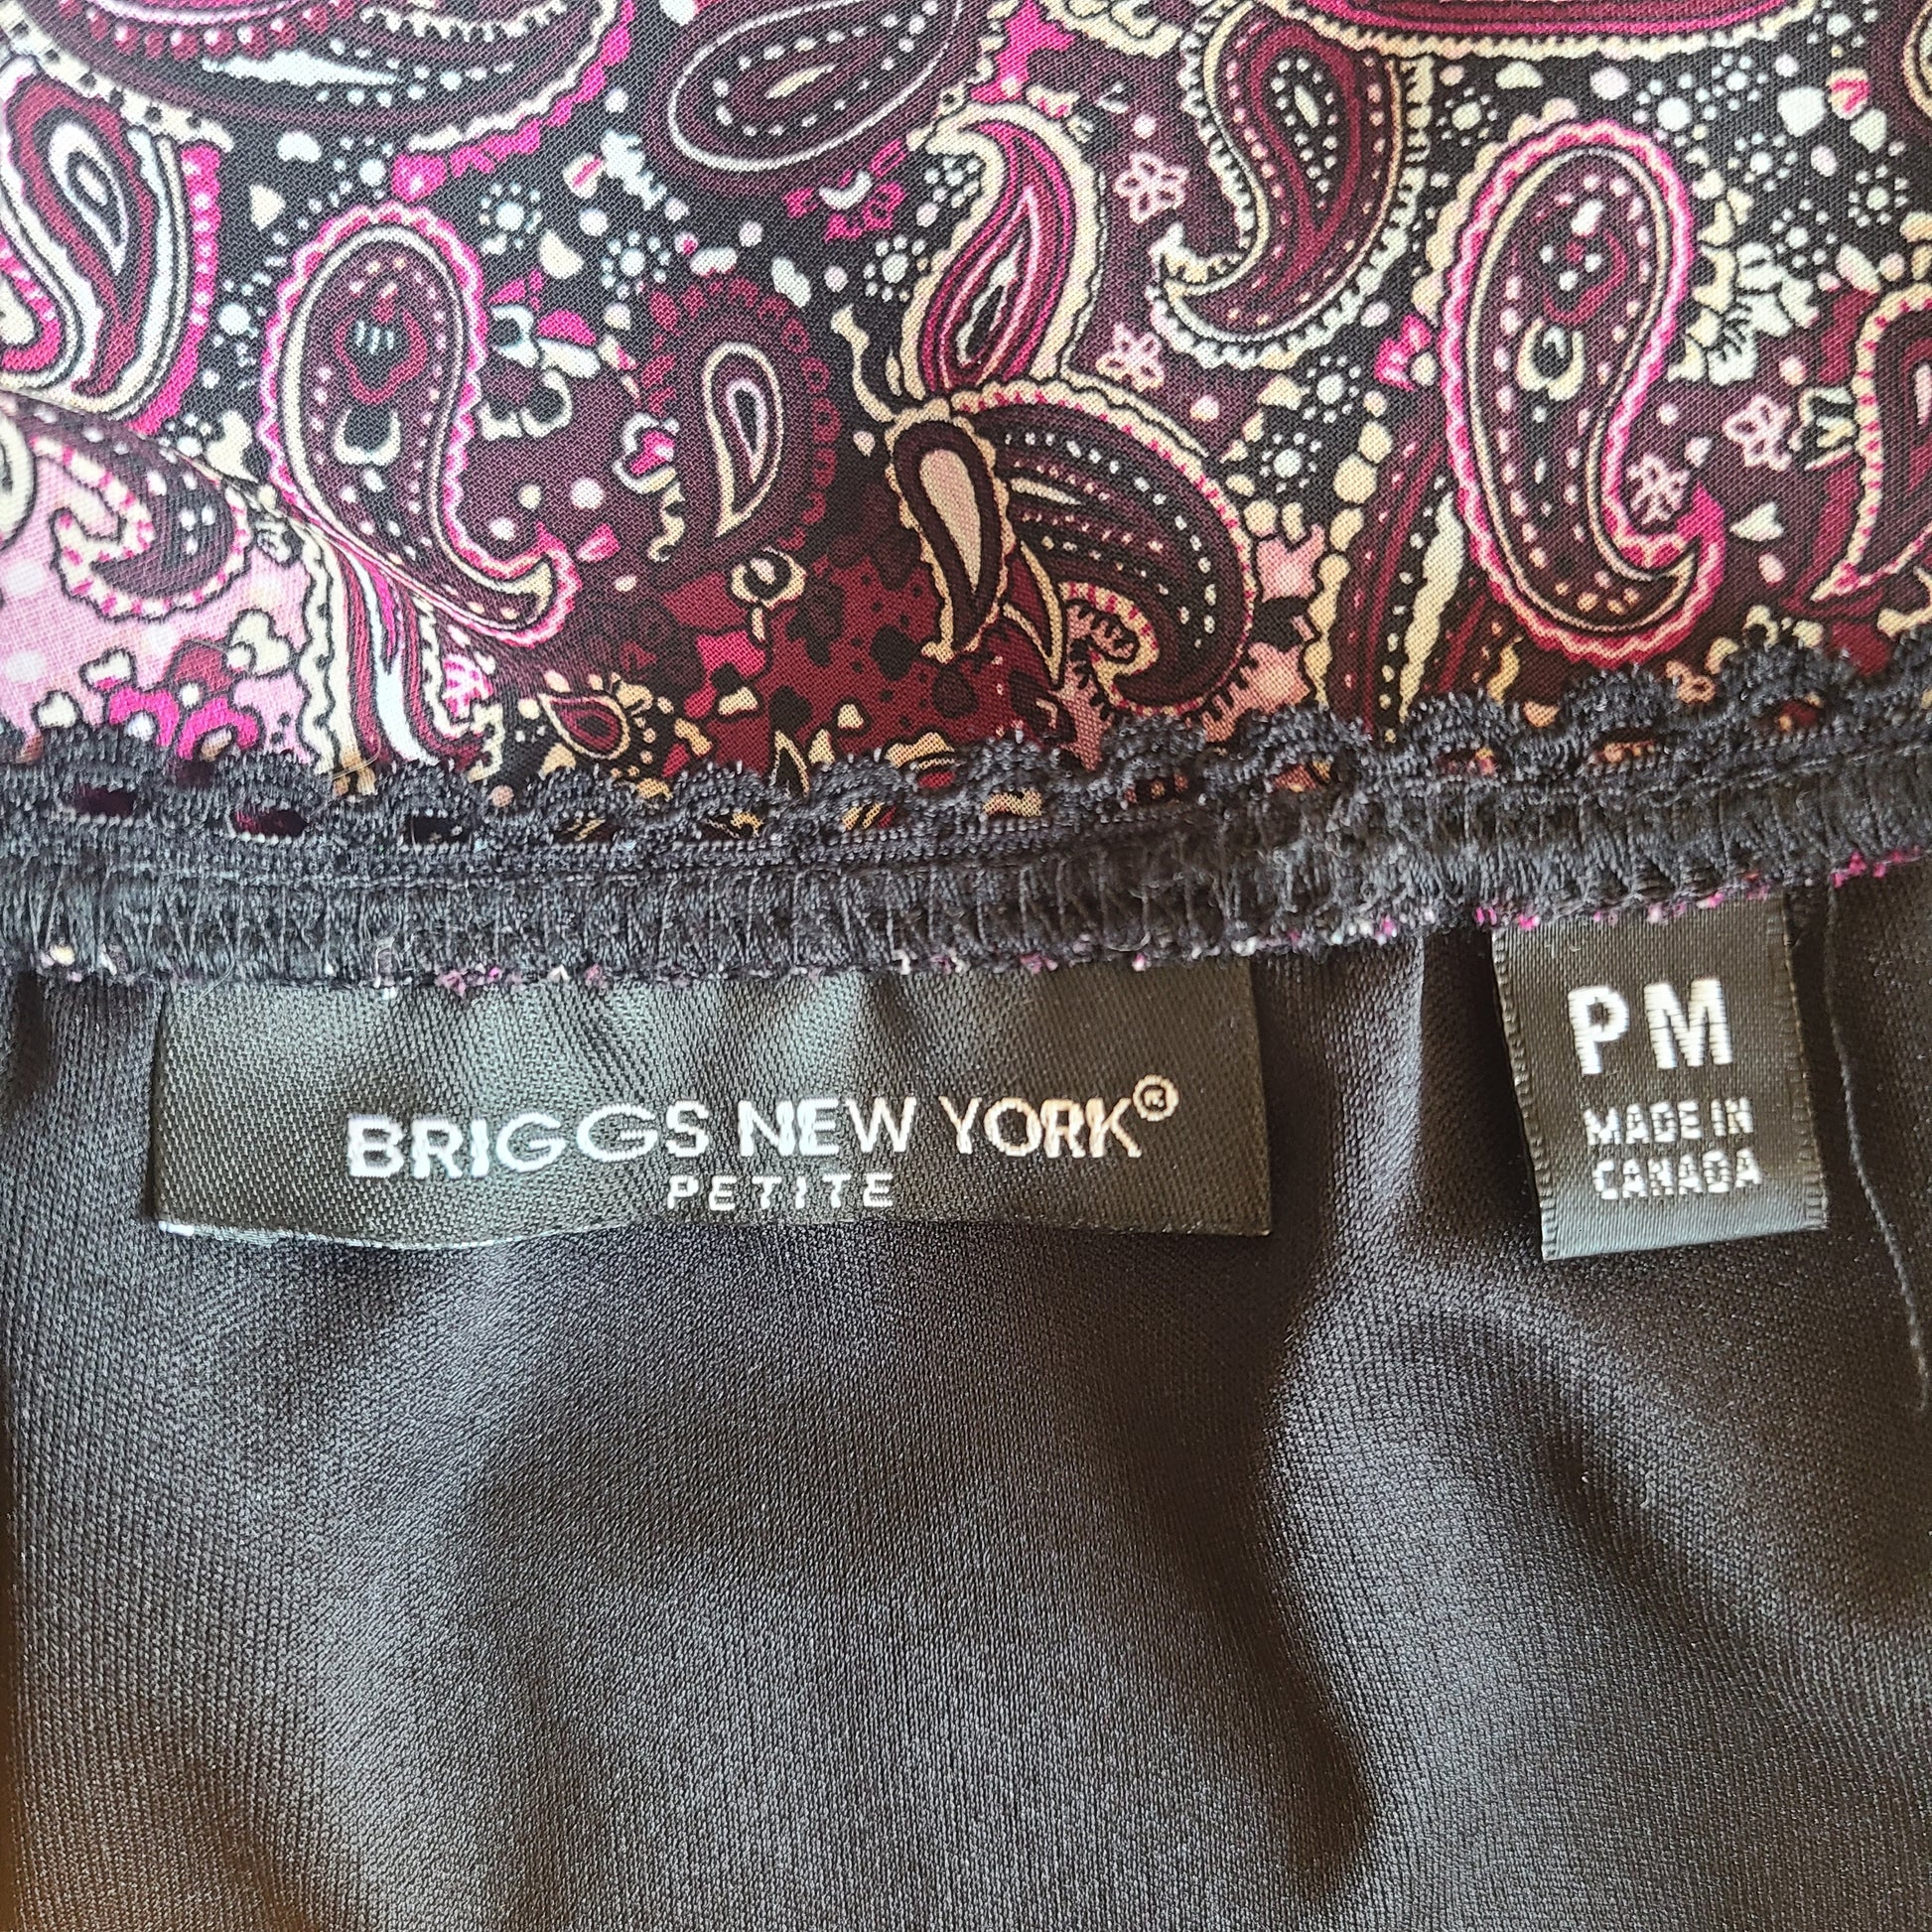 BRIGGS NEW YORK®
PETITE
PM
MADE IN
CANADA